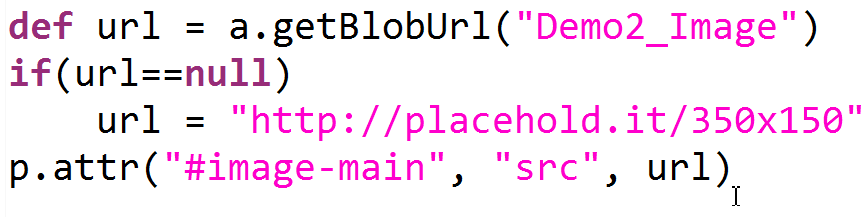 def url = a.getBlobUrl("Demo2_Image")
if(url==null)
    url = "http://placehold.it/350x150"
p.attr("#image-main", "src", url)